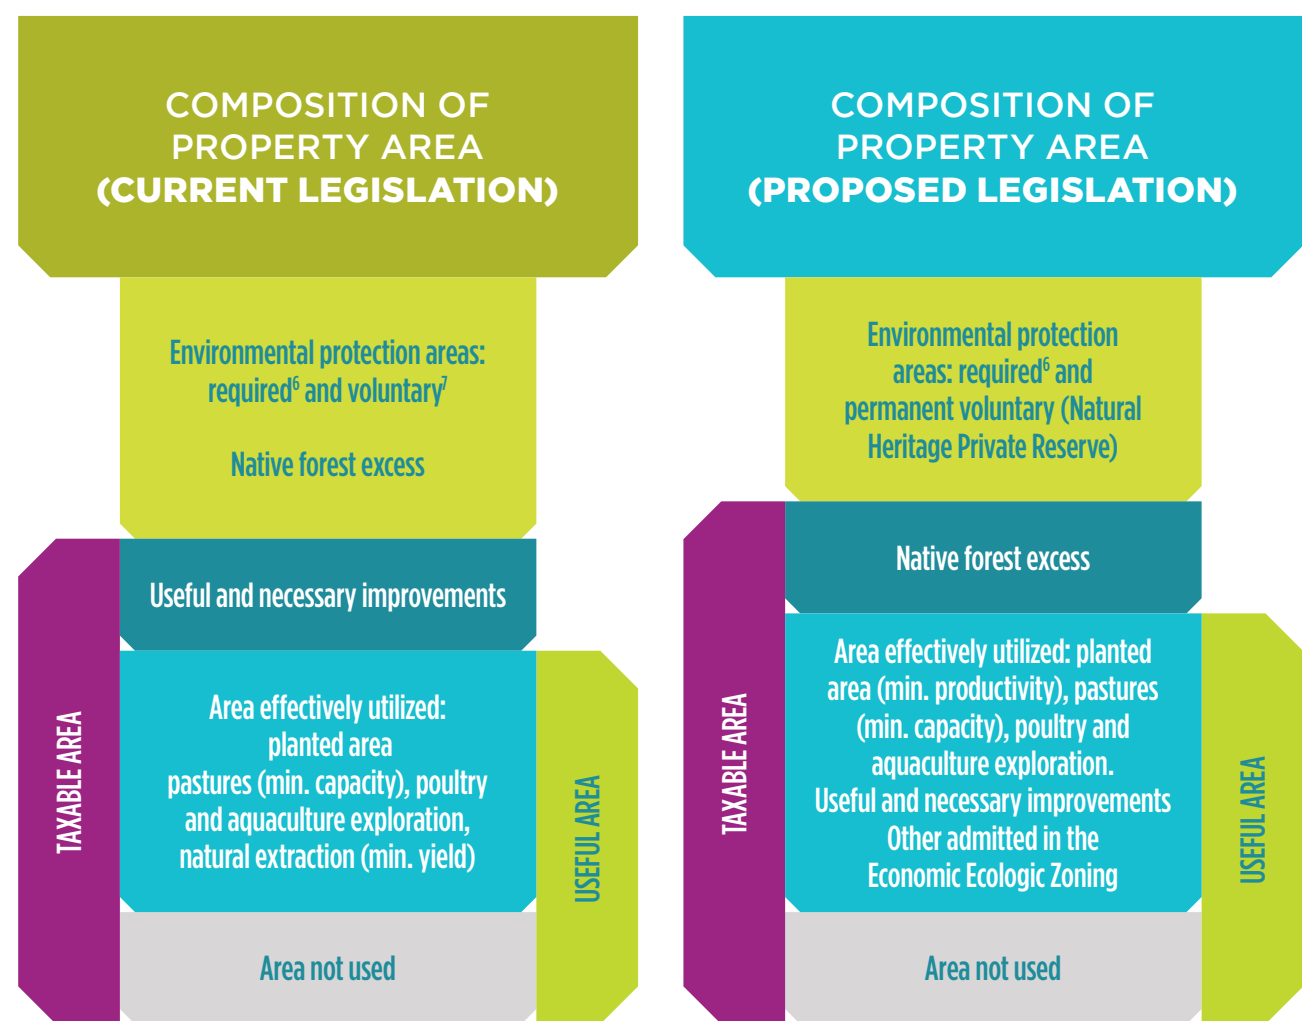 COMPOSITION OF
PROPERTY AREA
(CURRENT LEGISLATION)
Environmental protection areas:
required⁶ and voluntary⁷
Native forest excess
Useful and necessary improvements
Area effectively utilized:
planted area
pastures (min. capacity), poultry
and aquaculture exploration,
natural extraction (min. yield)
Area not used
TAXABLE AREA
USEFUL AREA
COMPOSITION OF
PROPERTY AREA
(PROPOSED LEGISLATION)
Environmental protection
areas: required⁶ and
permanent voluntary (Natural
Heritage Private Reserve)
Native forest excess
Area effectively utilized: planted
area (min. productivity), pastures
(min. capacity), poultry and
aquaculture exploration.
Useful and necessary improvements
Other admitted in the
Economic Ecologic Zoning
Area not used
TAXABLE AREA
USEFUL AREA